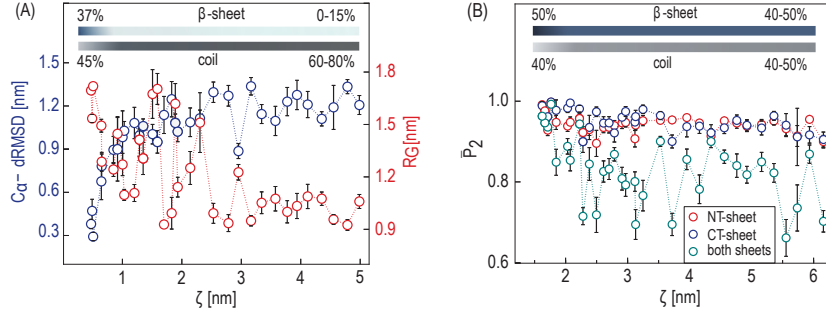 (A)
37% β-sheet 0-15%
45% coil 60-80%
Cα- dRMSD [nm]
1.5
1.2
0.9
0.6
0.3
1.8
1.5
1.2
0.9
RG [nm]
1 2 3 4 5
ζ [nm]
(B)
50% β-sheet 40-50%
40% coil 40-50%
P̄2
1.0
0.8
0.6
NT-sheet
CT-sheet
both sheets
2 3 4 5 6
ζ [nm]